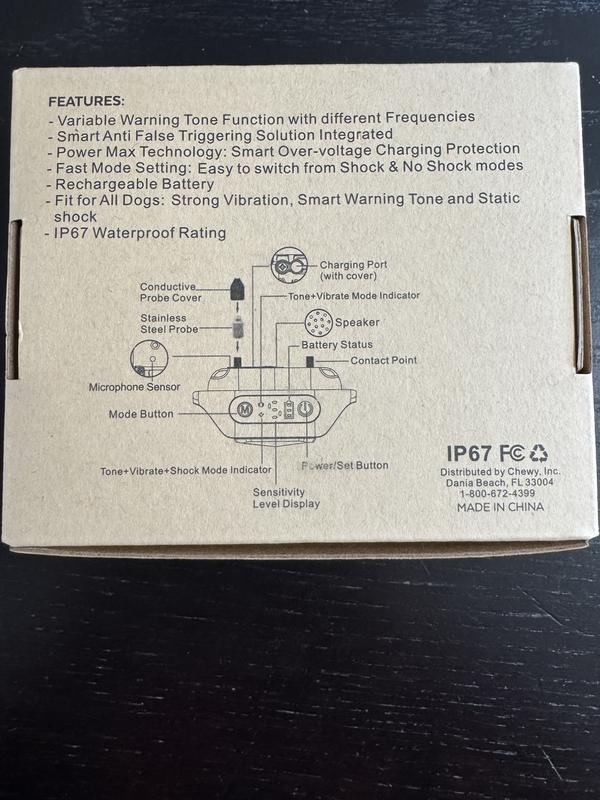 FEATURES:
- Variable Warning Tone Function with different Frequencies
- Smart Anti False Triggering Solution Integrated
- Power Max Technology: Smart Over-voltage Charging Protection
- Fast Mode Setting: Easy to switch from Shock & No Shock modes
- Rechargeable Battery
- Fit for All Dogs: Strong Vibration, Smart Warning Tone and Static
shock
- IP67 Waterproof Rating
Charging Port
(with cover)
Conductive
Probe Cover
Tone+Vibrate Mode Indicator
Stainless
Steel Probe
Speaker
Battery Status
Contact Point
Microphone Sensor
Mode Button
M
Tone+Vibrate+Shock Mode Indicator
Power/Set Button
Sensitivity
Level Display
IP67 FC
Distributed by Chewy, Inc.
Dania Beach, FL 33004
1-800-672-4399
MADE IN CHINA